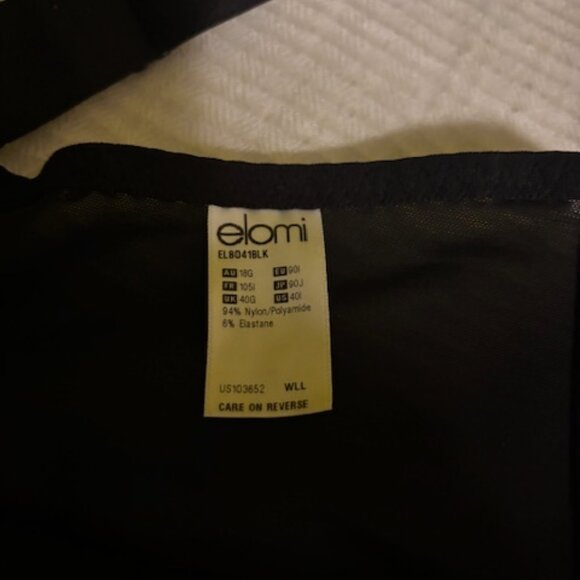 elomi
EL8041BLK
AU 18G EU 90I
FR 105I JP 90J
UK 40G US 40I
94% Nylon/Polyamide
6% Elastane
US103652 WLL
CARE ON REVERSE